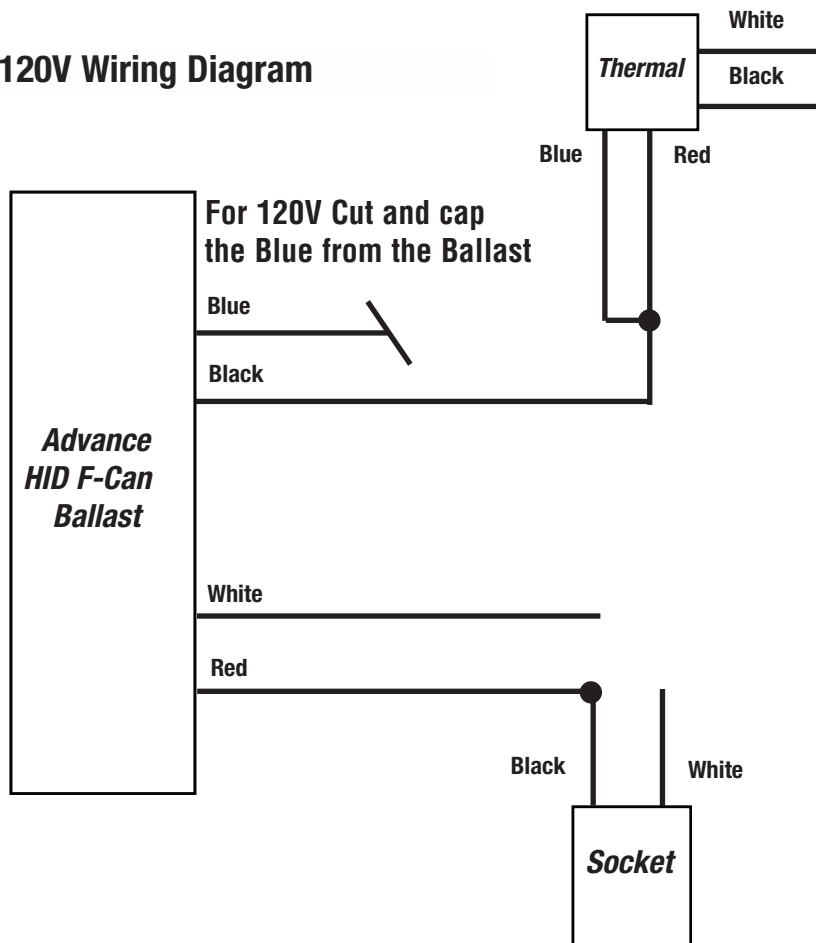 120V Wiring Diagram
White
Thermal
Black
Blue
Red
For 120V Cut and cap
the Blue from the Ballast
Blue
Black
Advance
HID F-Can
Ballast
White
Red
Black
White
Socket